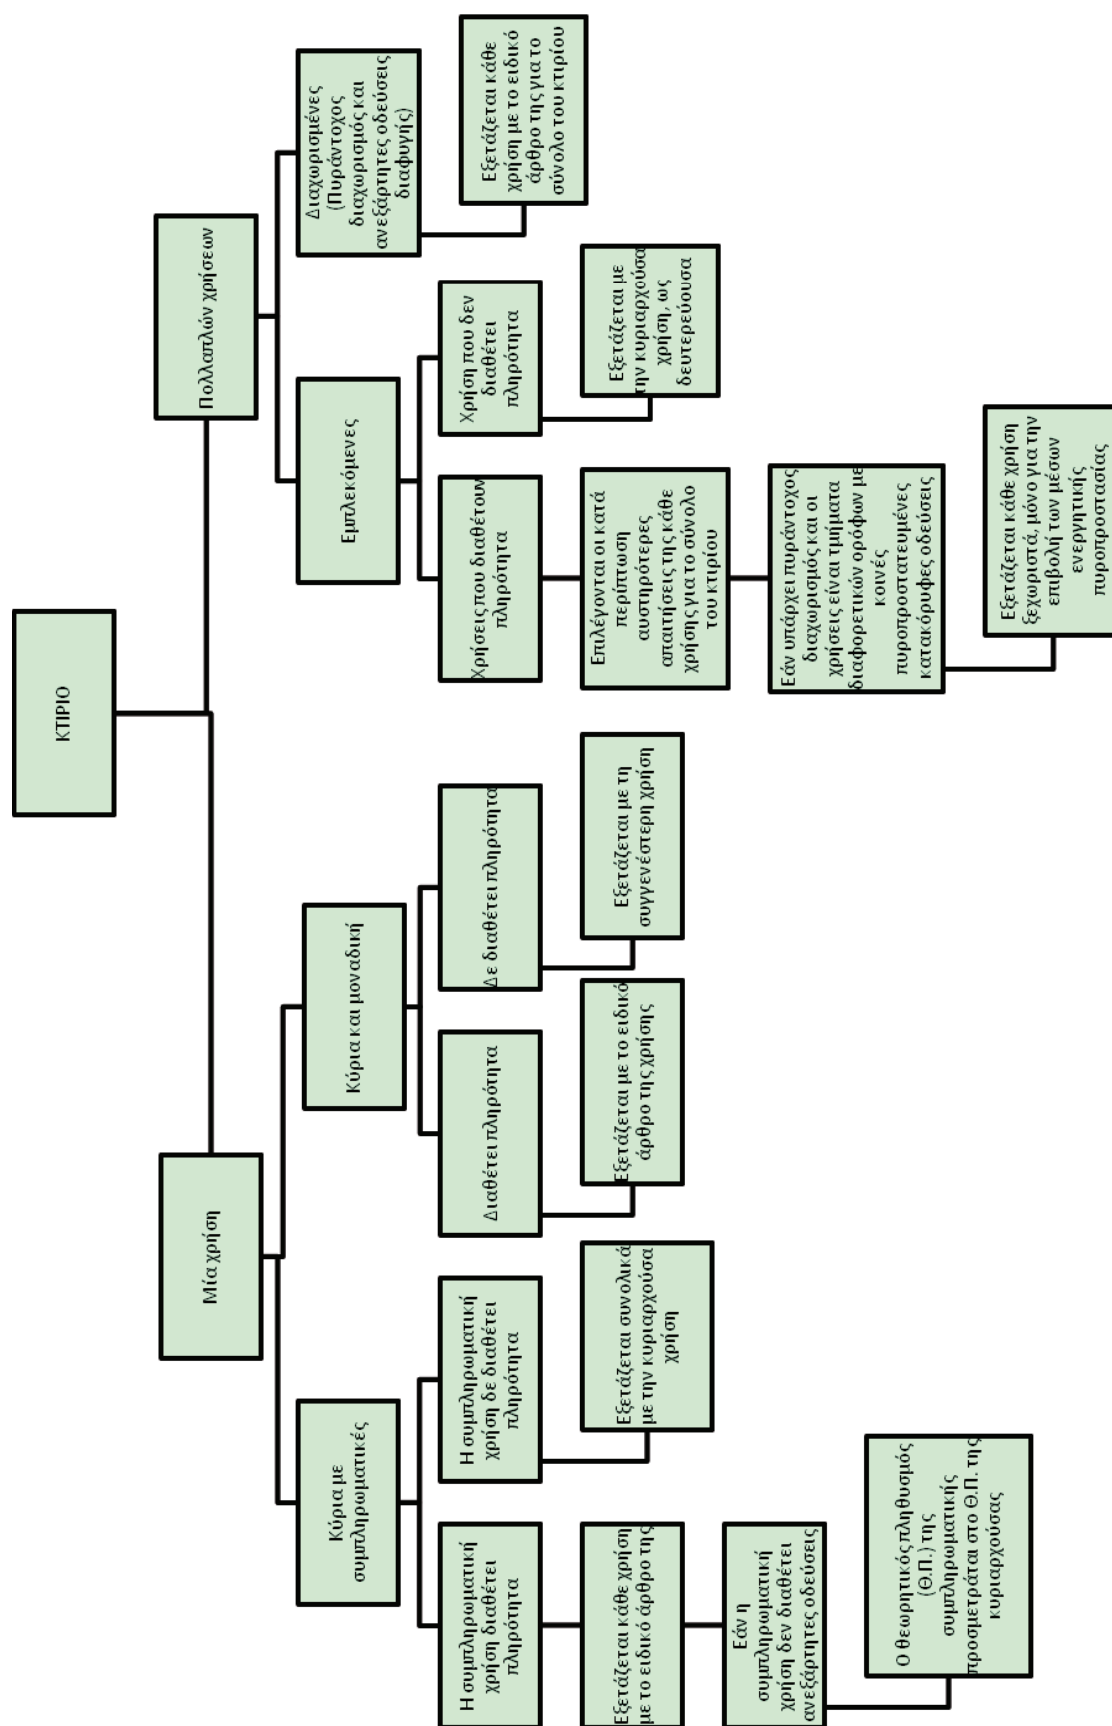 ΚΤΙΡΙΟ
Μία χρήση
Πολλαπλών χρήσεων
Κύρια με
συμπληρωματικές
Κύρια και μοναδική
Εμπλεκόμενες
Διαχωρισμένες
(Πυράντοχος
διαχωρισμός και
ανεξάρτητες οδεύσεις
διαφυγής)
Η συμπληρωματική
χρήση διαθέτει
πληρότητα
Η συμπληρωματική
χρήση δε διαθέτει
πληρότητα
Διαθέτει πληρότητα
Δε διαθέτει πληρότητα
Χρήσεις που διαθέτουν
πληρότητα
Χρήση που δεν
διαθέτει
πληρότητα
Εξετάζεται κάθε
χρήση με το ειδικό
άρθρο της για το
σύνολο του κτιρίου
Εξετάζεται κάθε χρήση
με το ειδικό άρθρο της
Εξετάζεται συνολικά
με την κυριαρχούσα
χρήση
Εξετάζεται με το ειδικό
άρθρο της χρήσης
Εξετάζεται με τη
συγγενέστερη χρήση
Επιλέγονται οι κατά
περίπτωση
αυστηρότερες
απαιτήσεις της κάθε
χρήσης για το σύνολο
του κτιρίου
Εξετάζεται με
την κυριαρχούσα
χρήση, ως
δευτερεύουσα
Εάν η
συμπληρωματική
χρήση δεν διαθέτει
ανεξάρτητες οδεύσεις
Εάν υπάρχει πυράντοχος
διαχωρισμός και οι
χρήσεις είναι τμήματα
διαφορετικών ορόφων με
κοινές
πυροπροστατευμένες
κατακόρυφες οδεύσεις
Ο θεωρητικός πληθυσμός
(Θ.Π.) της
συμπληρωματικής
προσμετράται στο Θ.Π. της
κυριαρχούσας
Εξετάζεται κάθε χρήση
ξεχωριστά, μόνο για την
επιβολή των μέσων
ενεργητικής
πυροπροστασίας